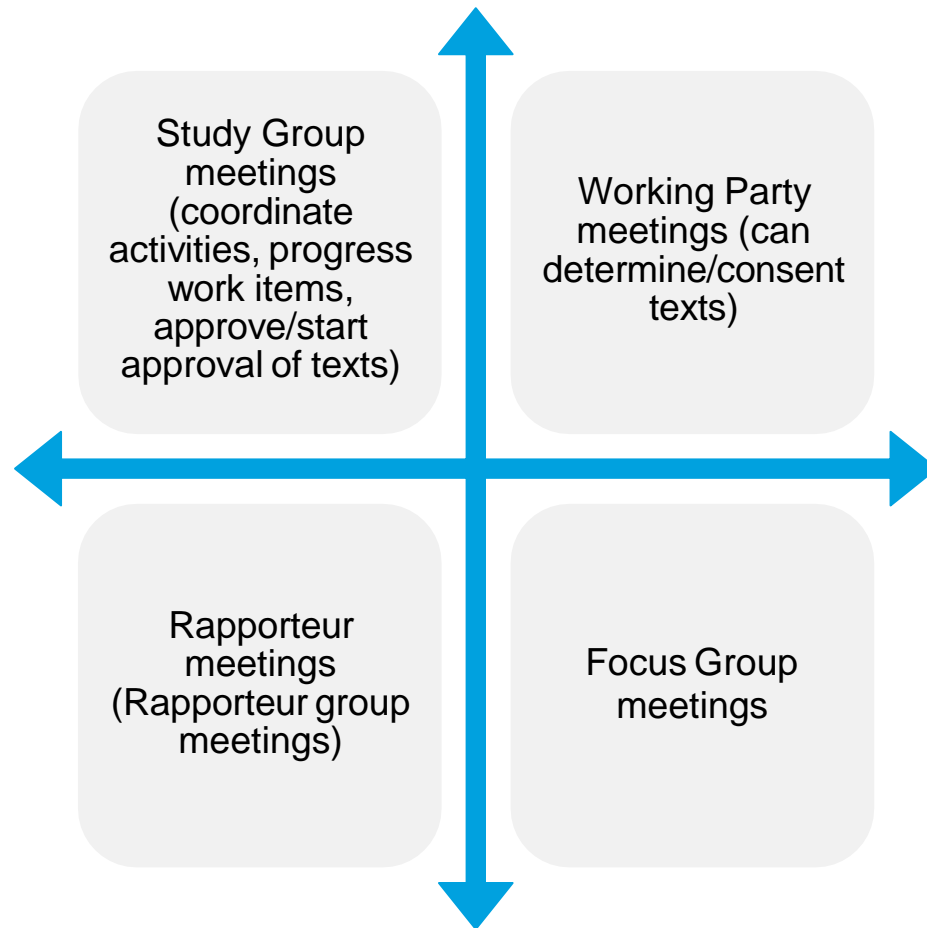 Study Group
meetings
(coordinate
activities, progress
work items,
approve/start
approval of texts)
Working Party
meetings (can
determine/consent
texts)
Rapporteur
meetings
(Rapporteur group
meetings)
Focus Group
meetings